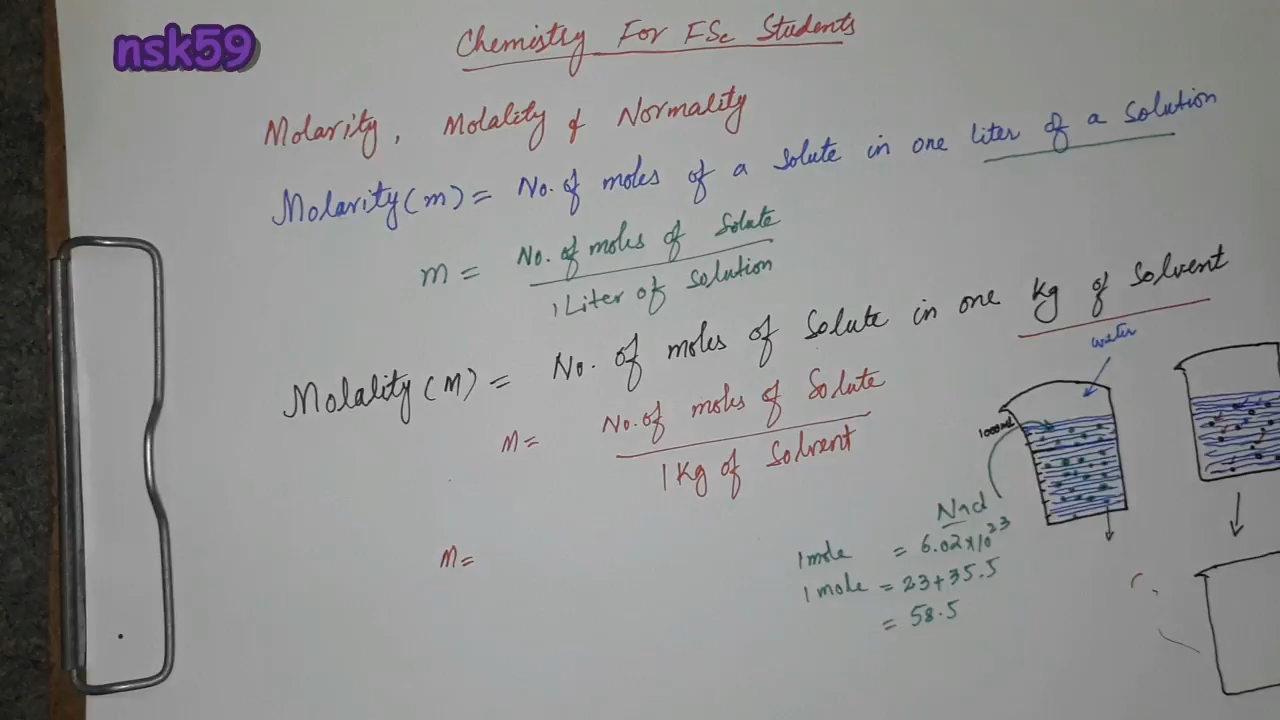 nsk59
Chemistry For FSc Students
Molarity, Molality & Normality
Molarity (m) = No. of moles of a solute in one liter of a solution
m = No. of moles of solute
1 Liter of solution
Molality (M) = No. of moles of solute in one kg of solvent
water
M = No. of moles of solute
1 Kg of solvent
1000ml
NaCl
1 mole = 6.02×10²³
M =
1 mole = 23+35.5
= 58.5